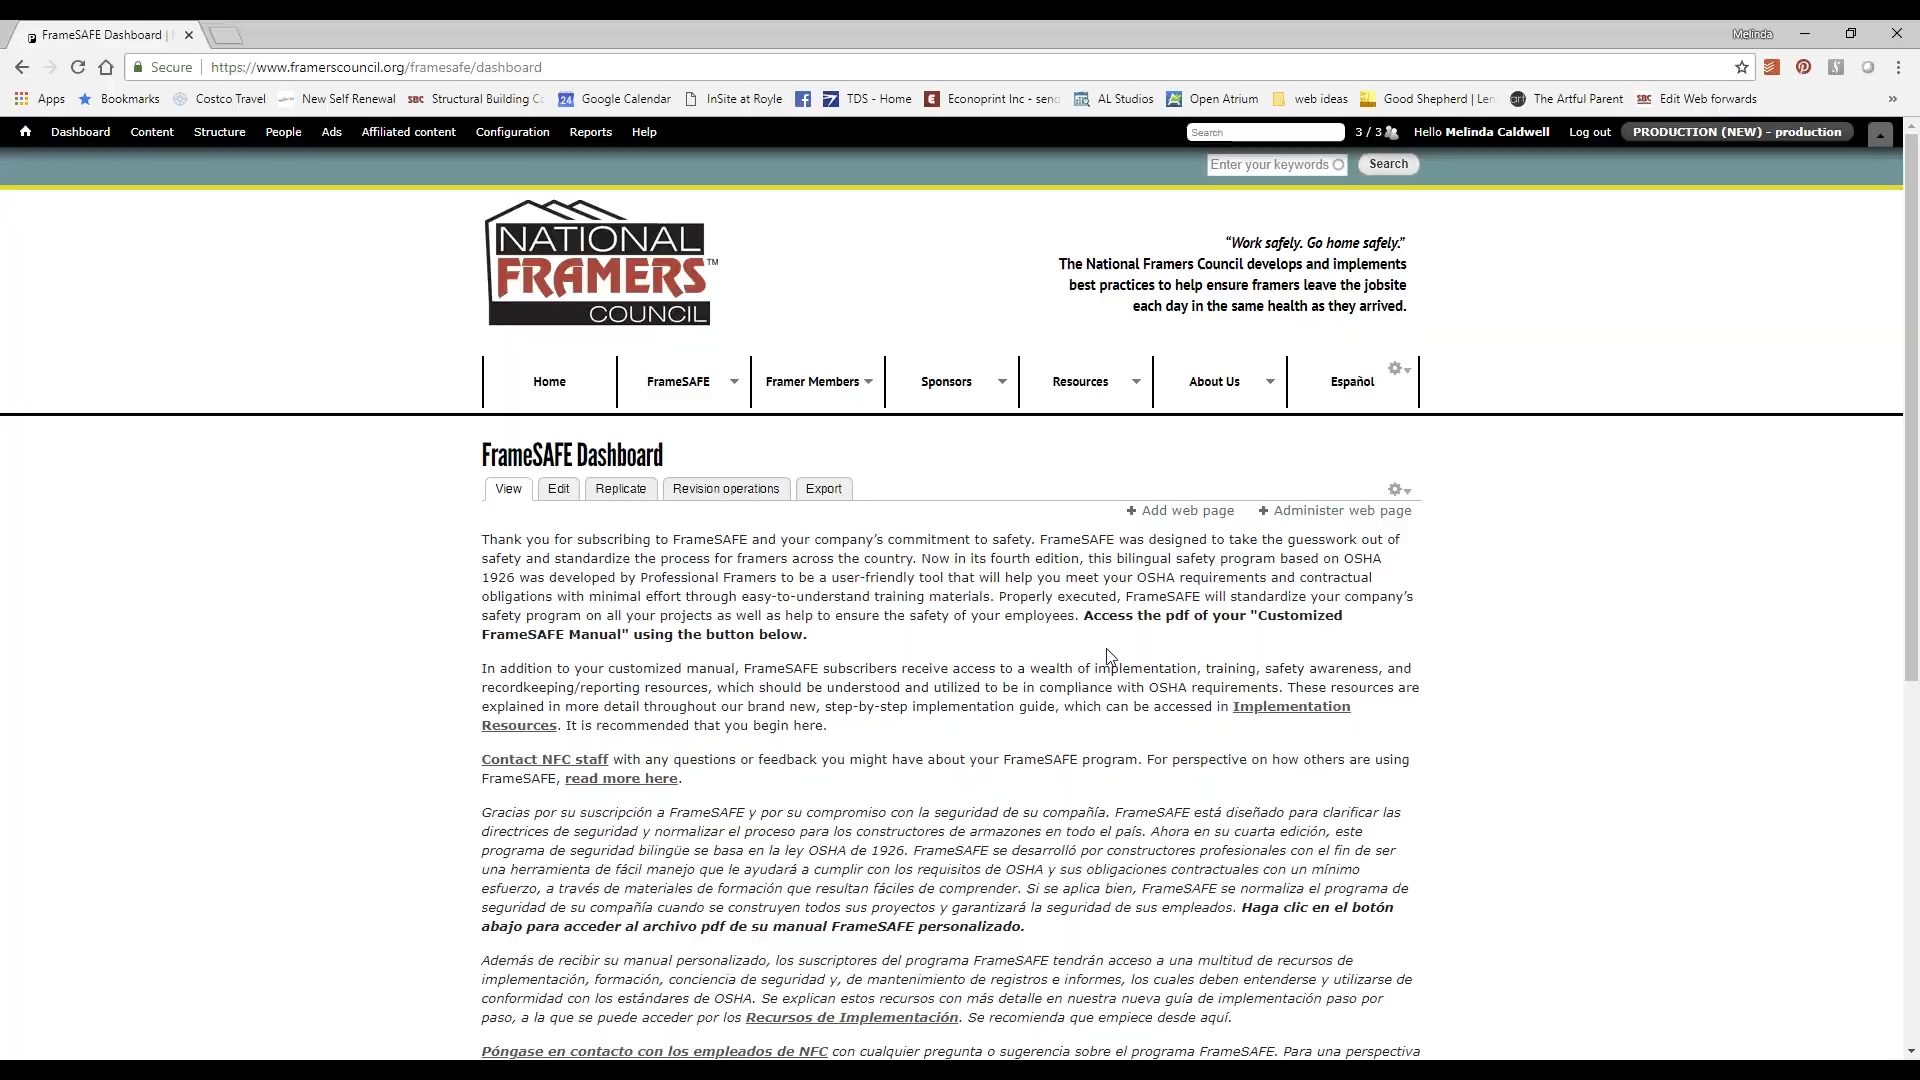 FrameSAFE Dashboard |
Melinda
Secure
https://www.framerscouncil.org/framesafe/dashboard
Apps Bookmarks Costco Travel New Self Renewal SBC Structural Building C 24 Google Calendar InSite at Royle TDS - Home Econoprint Inc - senc AL Studios Open Atrium web ideas Good Shepherd | Len art The Artful Parent SBC Edit Web forwards »
Dashboard Content Structure People Ads Affiliated content Configuration Reports Help Search 3 / 3 Hello Melinda Caldwell Log out PRODUCTION (NEW) - production
Enter your keywords Search
NATIONAL
FRAMERS™
COUNCIL
“Work safely. Go home safely.”
The National Framers Council develops and implements
best practices to help ensure framers leave the jobsite
each day in the same health as they arrived.
Home FrameSAFE Framer Members Sponsors Resources About Us Español
FrameSAFE Dashboard
View Edit Replicate Revision operations Export
Add web page Administer web page
Thank you for subscribing to FrameSAFE and your company’s commitment to safety. FrameSAFE was designed to take the guesswork out of
safety and standardize the process for framers across the country. Now in its fourth edition, this bilingual safety program based on OSHA
1926 was developed by Professional Framers to be a user-friendly tool that will help you meet your OSHA requirements and contractual
obligations with minimal effort through easy-to-understand training materials. Properly executed, FrameSAFE will standardize your company’s
safety program on all your projects as well as help to ensure the safety of your employees. Access the pdf of your "Customized
FrameSAFE Manual" using the button below.
In addition to your customized manual, FrameSAFE subscribers receive access to a wealth of implementation, training, safety awareness, and
recordkeeping/reporting resources, which should be understood and utilized to be in compliance with OSHA requirements. These resources are
explained in more detail throughout our brand new, step-by-step implementation guide, which can be accessed in Implementation
Resources. It is recommended that you begin here.
Contact NFC staff with any questions or feedback you might have about your FrameSAFE program. For perspective on how others are using
FrameSAFE, read more here.
Gracias por su suscripción a FrameSAFE y por su compromiso con la seguridad de su compañía. FrameSAFE está diseñado para clarificar las
directrices de seguridad y normalizar el proceso para los constructores de armazones en todo el país. Ahora en su cuarta edición, este
programa de seguridad bilingüe se basa en la ley OSHA de 1926. FrameSAFE se desarrolló por constructores profesionales con el fin de ser
una herramienta de fácil manejo que le ayudará a cumplir con los requisitos de OSHA y sus obligaciones contractuales con un mínimo
esfuerzo, a través de materiales de formación que resultan fáciles de comprender. Si se aplica bien, FrameSAFE se normaliza el programa de
seguridad de su compañía cuando se construyen todos sus proyectos y garantizará la seguridad de sus empleados. Haga clic en el botón
abajo para acceder al archivo pdf de su manual FrameSAFE personalizado.
Además de recibir su manual personalizado, los suscriptores del programa FrameSAFE tendrán acceso a una multitud de recursos de
implementación, formación, conciencia de seguridad y, de mantenimiento de registros e informes, los cuales deben entenderse y utilizarse de
conformidad con los estándares de OSHA. Se explican estos recursos con más detalle en nuestra nueva guía de implementación paso por
paso, a la que se puede acceder por los Recursos de Implementación. Se recomienda que empiece desde aquí.
Póngase en contacto con los empleados de NFC con cualquier pregunta o sugerencia sobre el programa FrameSAFE. Para una perspectiva